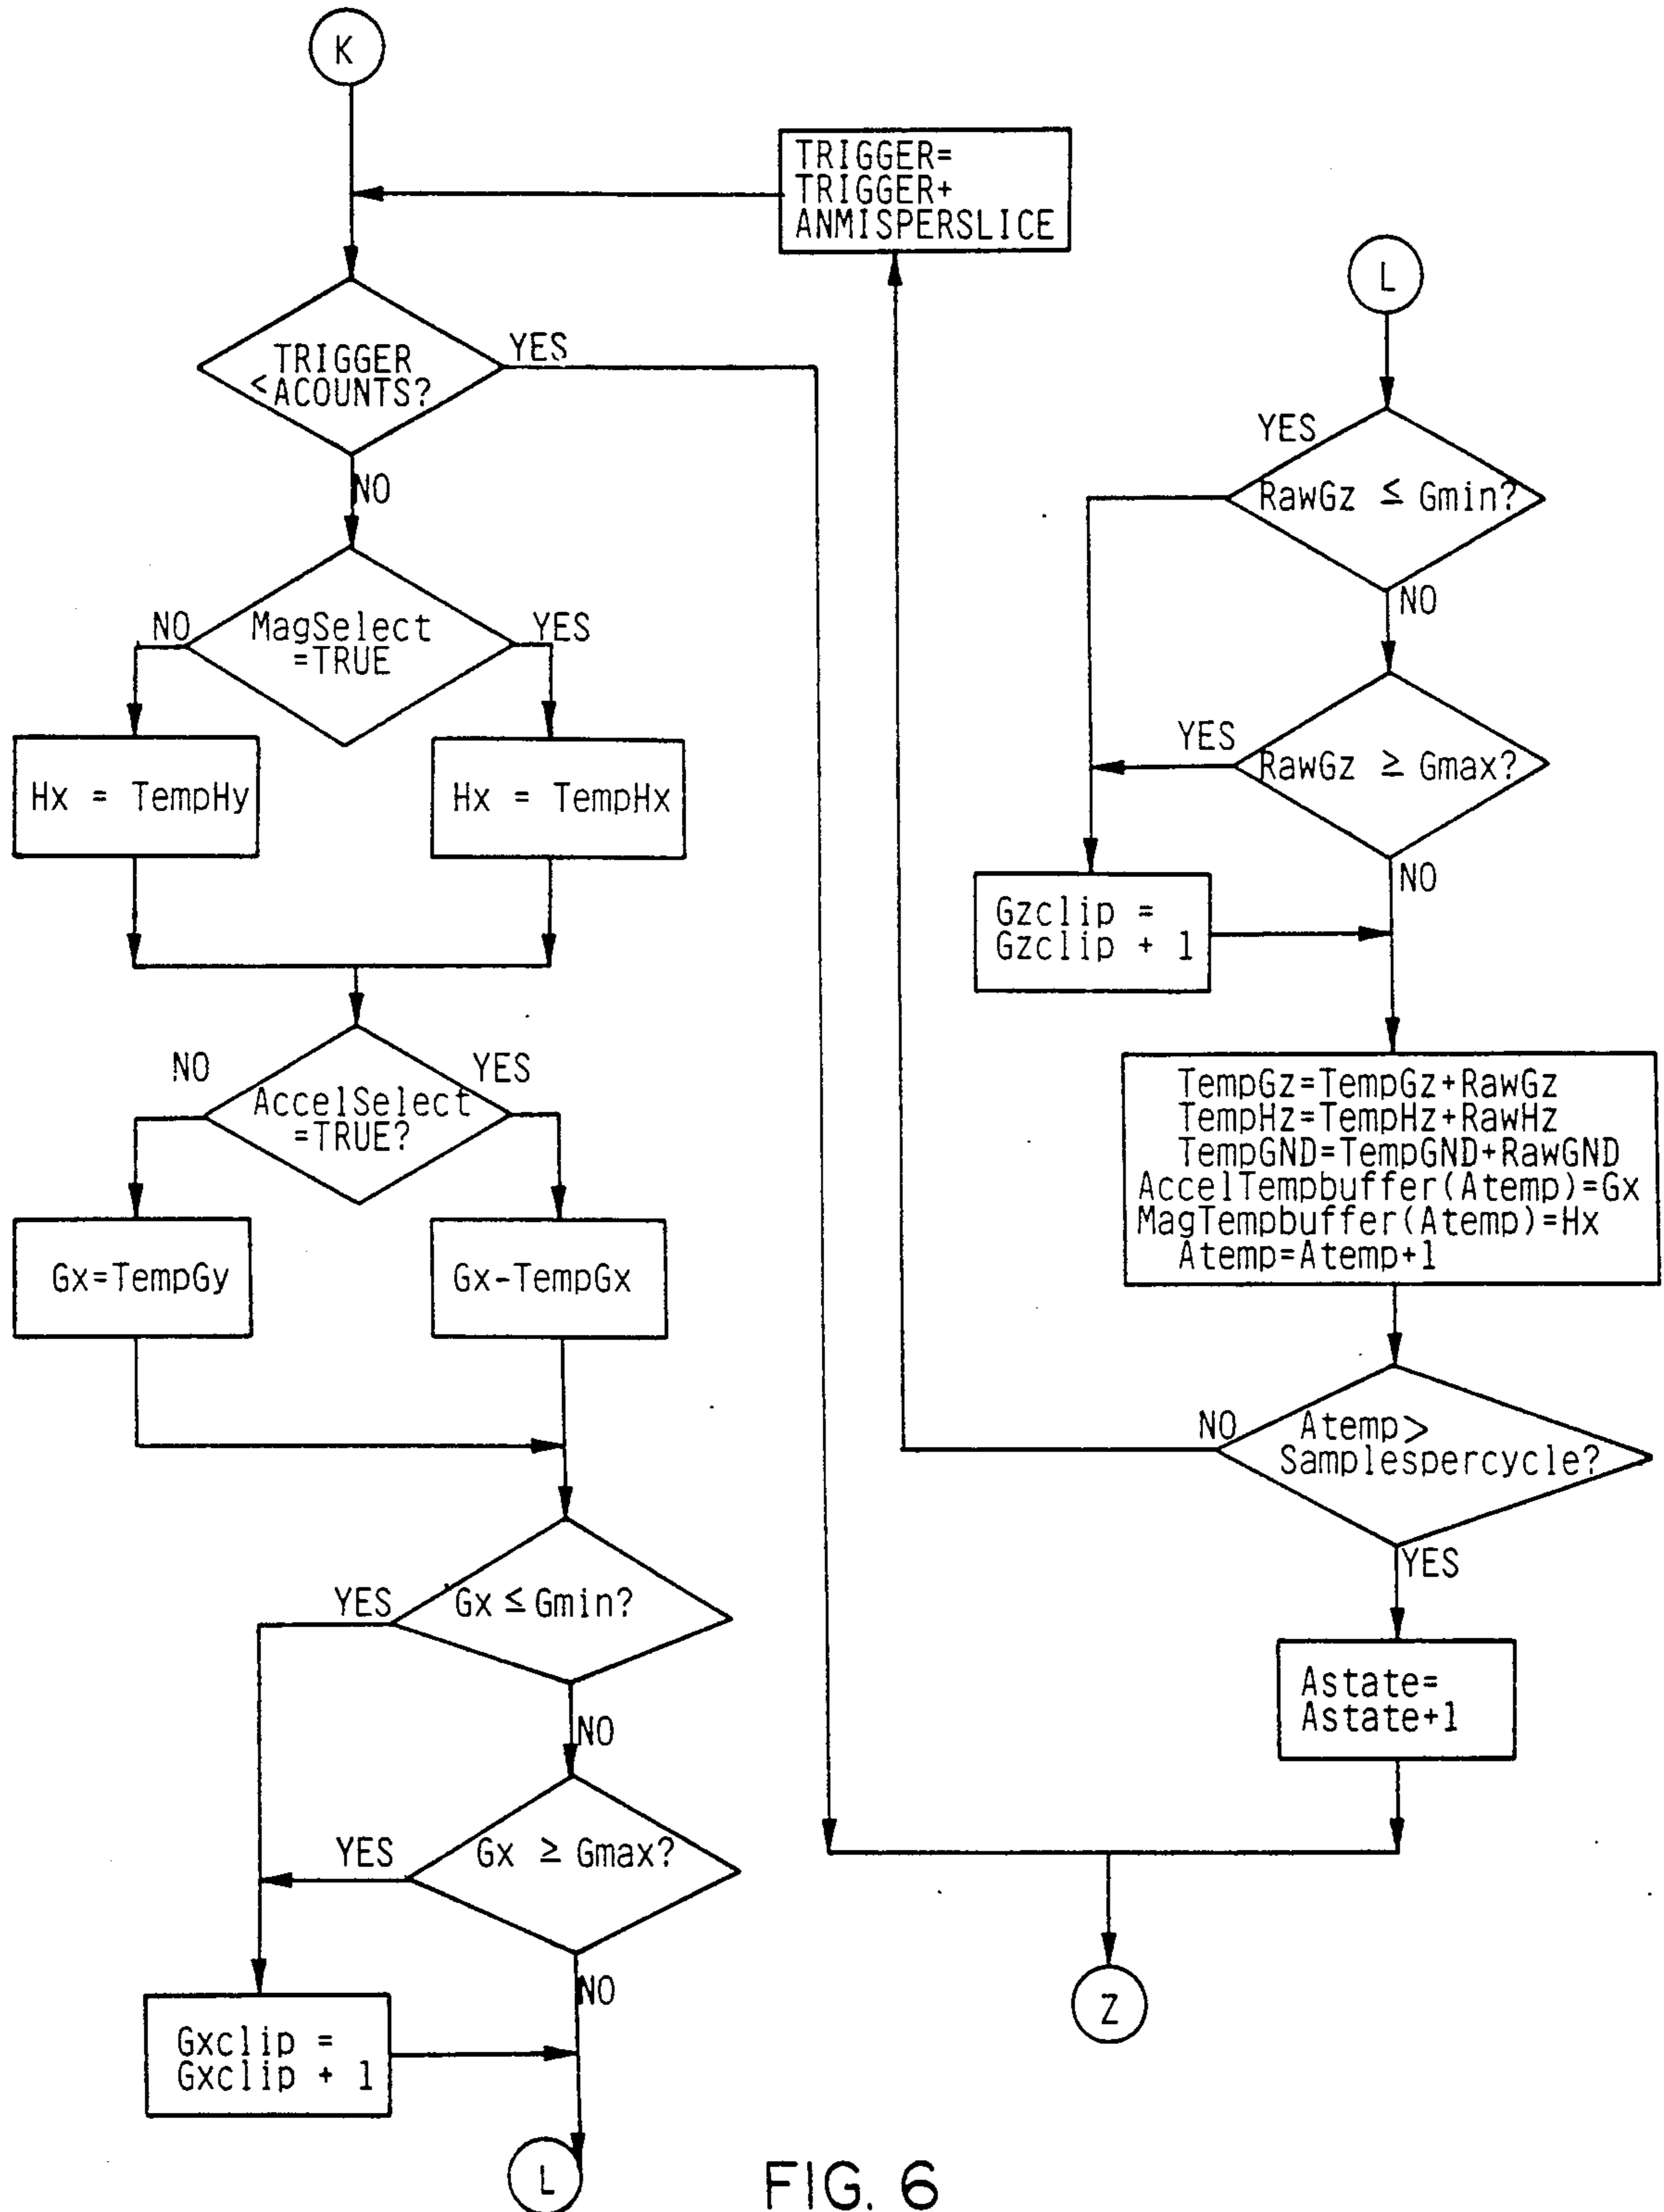 K
TRIGGER=
TRIGGER+
ANMISPERSLICE
TRIGGER
<ACOUNTS?
YES
NO
MagSelect
=TRUE
NO
YES
Hx = TempHy
Hx = TempHx
AccelSelect
=TRUE?
NO
YES
Gx=TempGy
Gx-TempGx
Gx ≤ Gmin?
YES
NO
Gx ≥ Gmax?
YES
NO
Gxclip =
Gxclip + 1
L
L
RawGz ≤ Gmin?
YES
NO
RawGz ≥ Gmax?
YES
NO
Gzclip =
Gzclip + 1
TempGz=TempGz+RawGz
TempHz=TempHz+RawHz
TempGND=TempGND+RawGND
AccelTempbuffer(Atemp)=Gx
MagTempbuffer(Atemp)=Hx
Atemp=Atemp+1
Atemp>
Samplespercycle?
NO
YES
Astate=
Astate+1
Z
FIG. 6